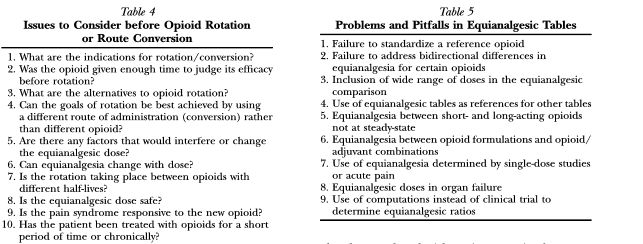 Table 4
Issues to Consider before Opioid Rotation
or Route Conversion
1. What are the indications for rotation/conversion?
2. Was the opioid given enough time to judge its efficacy
before rotation?
3. What are the alternatives to opioid rotation?
4. Can the goals of rotation be best achieved by using
a different route of administration (conversion) rather
than different opioid?
5. Are there any factors that would interfere or change
the equianalgesic dose?
6. Can equianalgesia change with dose?
7. Is the rotation taking place between opioids with
different half-lives?
8. Is the equianalgesic dose safe?
9. Is the pain syndrome responsive to the new opioid?
10. Has the patient been treated with opioids for a short
period of time or chronically?
Table 5
Problems and Pitfalls in Equianalgesic Tables
1. Failure to standardize a reference opioid
2. Failure to address bidirectional differences in
equianalgesia for certain opioids
3. Inclusion of wide range of doses in the equianalgesic
comparison
4. Use of equianalgesic tables as references for other tables
5. Equianalgesia between short- and long-acting opioids
not at steady-state
6. Equianalgesia between opioid formulations and opioid/
adjuvant combinations
7. Use of equianalgesia determined by single-dose studies
or acute pain
8. Equianalgesic doses in organ failure
9. Use of computations instead of clinical trial to
determine equianalgesic ratios